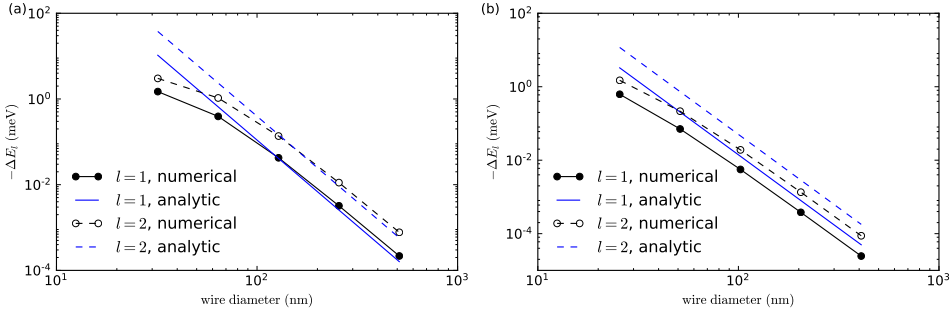 (a)
10^2
10^0
10^-2
10^-4
−ΔE_l (meV)
l = 1, numerical
l = 1, analytic
l = 2, numerical
l = 2, analytic
10^1
10^2
10^3
wire diameter (nm)
(b)
10^2
10^0
10^-2
10^-4
−ΔE_l (meV)
l = 1, numerical
l = 1, analytic
l = 2, numerical
l = 2, analytic
10^1
10^2
10^3
wire diameter (nm)